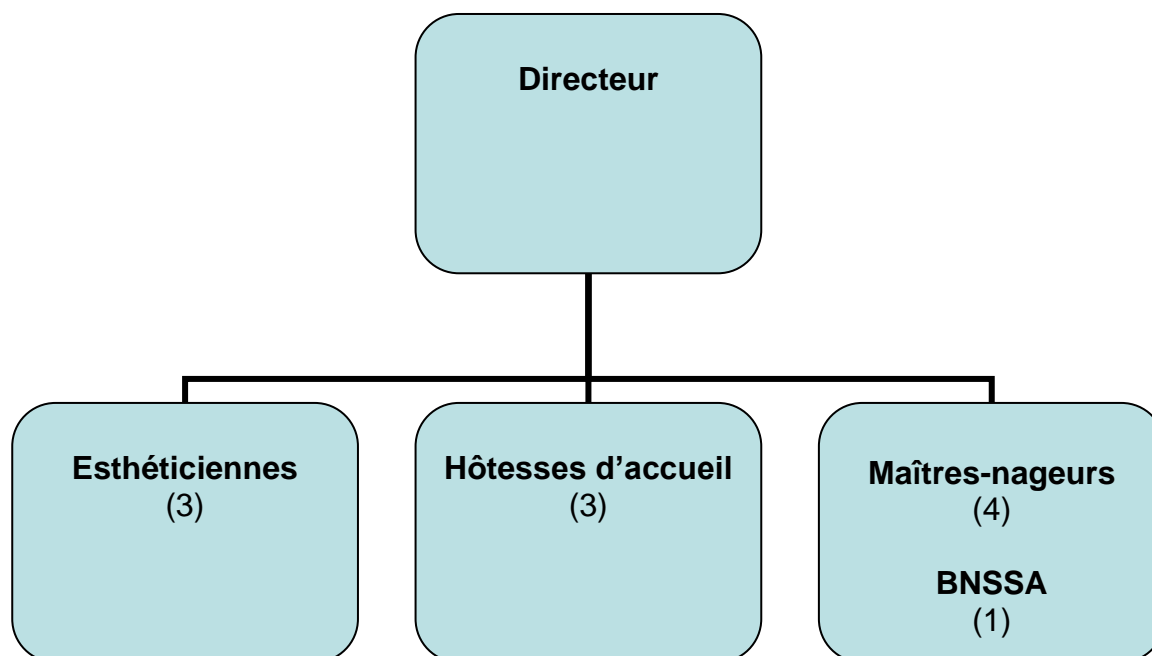 Directeur
Esthéticiennes
(3)
Hôtesses d’accueil
(3)
Maîtres-nageurs
(4)
BNSSA
(1)